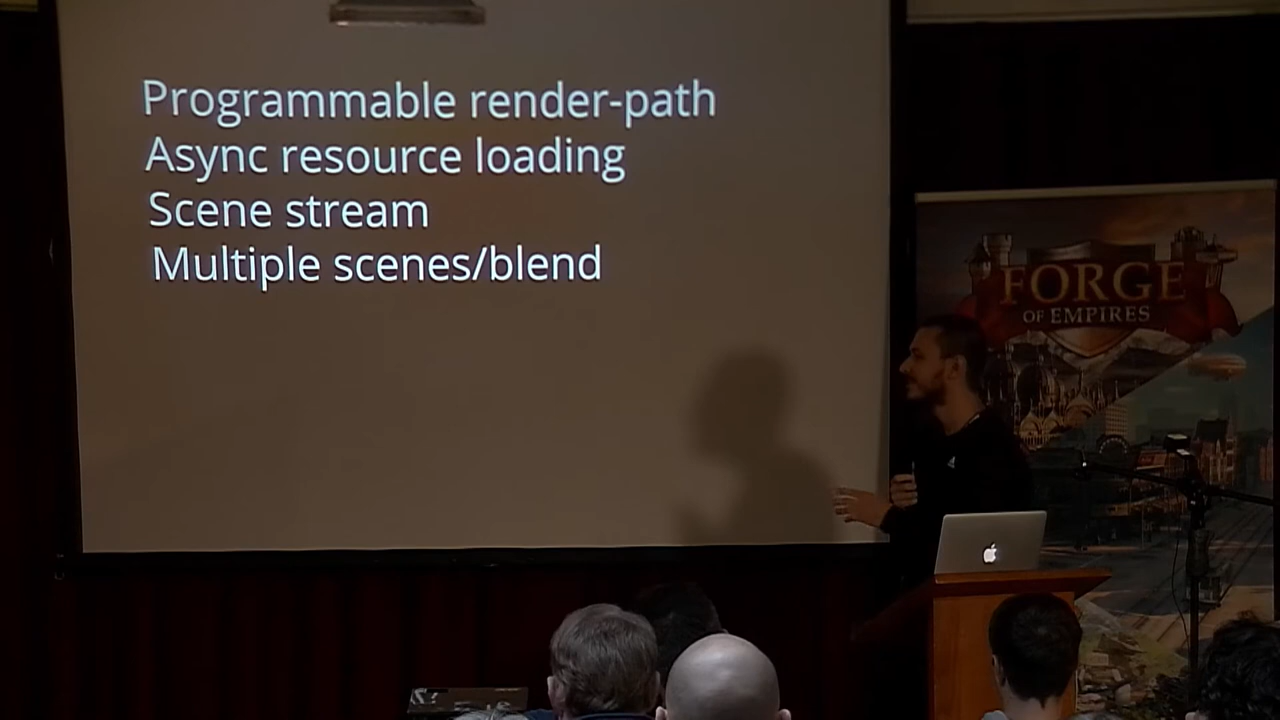 Programmable render-path
Async resource loading
Scene stream
Multiple scenes/blend
FORGE
OF EMPIRES